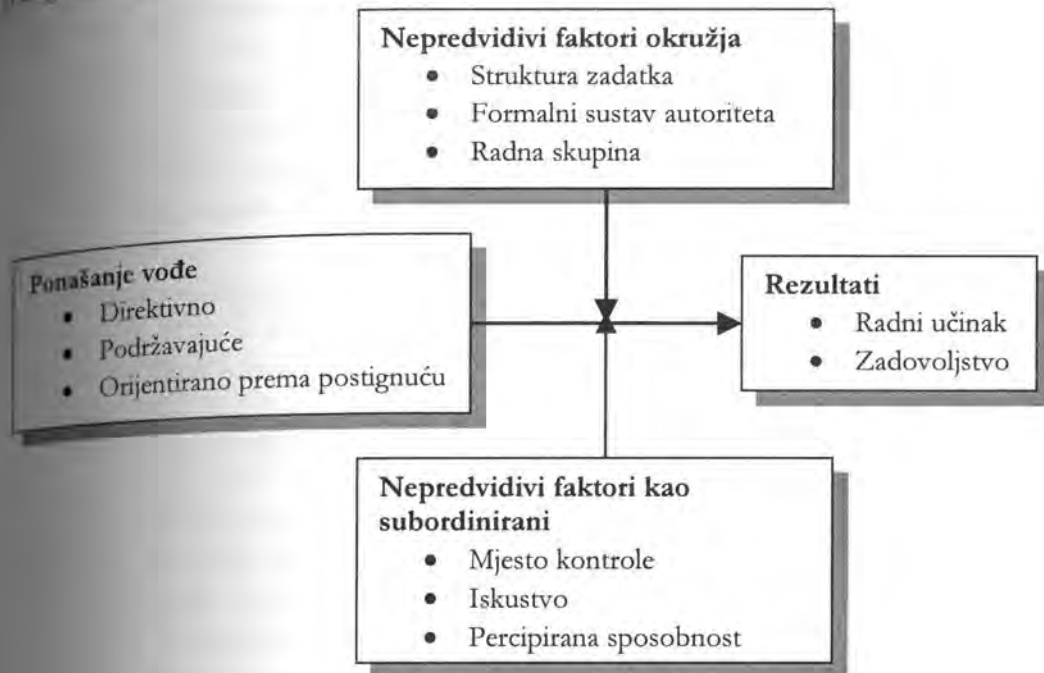 Nepredvidivi faktori okružja
• Struktura zadatka
• Formalni sustav autoriteta
• Radna skupina
Ponašanje vođe
• Direktivno
• Podržavajuće
• Orijentirano prema postignuću
Rezultati
• Radni učinak
• Zadovoljstvo
Nepredvidivi faktori kao
subordinirani
• Mjesto kontrole
• Iskustvo
• Percipirana sposobnost